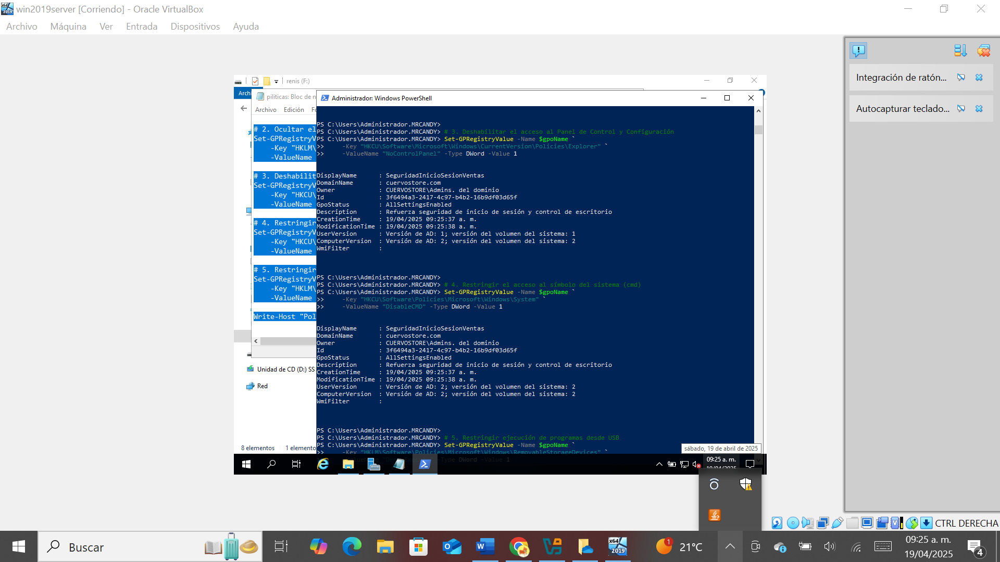 win2019server [Corriendo] - Oracle VirtualBox
Archivo Máquina Ver Entrada Dispositivos Ayuda
Integración de ratón...
Autocapturar teclado...
renis (F:)
Archi
piliticas: Bloc de n
Archivo Edición Fo
# 2. Ocultar el
Set-GPRegistryV
-Key "HKLM\
-ValueName
# 3. Deshabilit
Set-GPRegistryV
-Key "HKCU\
-ValueName
# 4. Restringir
Set-GPRegistryV
-Key "HKCU\
-ValueName
# 5. Restringir
Set-GPRegistryV
-Key "HKLM\
-ValueName
Write-Host "Pol
Unidad de CD (D:) SS
Red
8 elementos 1 elemento
Administrador: Windows PowerShell
PS C:\Users\Administrador.MRCANDY>
PS C:\Users\Administrador.MRCANDY> # 3. Deshabilitar el acceso al Panel de Control y Configuración
PS C:\Users\Administrador.MRCANDY> Set-GPRegistryValue -Name $gpoName `
>> -Key "HKCU\Software\Microsoft\Windows\CurrentVersion\Policies\Explorer" `
>> -ValueName "NoControlPanel" -Type DWord -Value 1
DisplayName : SeguridadInicioSesionVentas
DomainName : cuervostore.com
Owner : CUERVOSTORE\Admins. del dominio
Id : 3f6494a3-2417-4c97-b4b2-16b9df03d65f
GpoStatus : AllSettingsEnabled
Description : Refuerza seguridad de inicio de sesión y control de escritorio
CreationTime : 19/04/2025 09:25:37 a. m.
ModificationTime : 19/04/2025 09:25:38 a. m.
UserVersion : Versión de AD: 1; versión del volumen del sistema: 1
ComputerVersion : Versión de AD: 2; versión del volumen del sistema: 2
WmiFilter :
PS C:\Users\Administrador.MRCANDY>
PS C:\Users\Administrador.MRCANDY> # 4. Restringir el acceso al símbolo del sistema (cmd)
PS C:\Users\Administrador.MRCANDY> Set-GPRegistryValue -Name $gpoName `
>> -Key "HKCU\Software\Policies\Microsoft\Windows\System" `
>> -ValueName "DisableCMD" -Type DWord -Value 1
DisplayName : SeguridadInicioSesionVentas
DomainName : cuervostore.com
Owner : CUERVOSTORE\Admins. del dominio
Id : 3f6494a3-2417-4c97-b4b2-16b9df03d65f
GpoStatus : AllSettingsEnabled
Description : Refuerza seguridad de inicio de sesión y control de escritorio
CreationTime : 19/04/2025 09:25:37 a. m.
ModificationTime : 19/04/2025 09:25:38 a. m.
UserVersion : Versión de AD: 2; versión del volumen del sistema: 2
ComputerVersion : Versión de AD: 2; versión del volumen del sistema: 2
WmiFilter :
PS C:\Users\Administrador.MRCANDY>
PS C:\Users\Administrador.MRCANDY> # 5. Restringir ejecución de programas desde USB
PS C:\Users\Administrador.MRCANDY> Set-GPRegistryValue -Name $gpoName `
>> -Key "HKLM\Software\Policies\Microsoft\Windows\RemovableStorageDevices" `
-Type DWord -Value 1
sábado, 19 de abril de 2025
09:25 a. m.
19/04/2025
CTRL DERECHA
Buscar
x64
2019
1
21°C
09:25 a. m.
19/04/2025
4